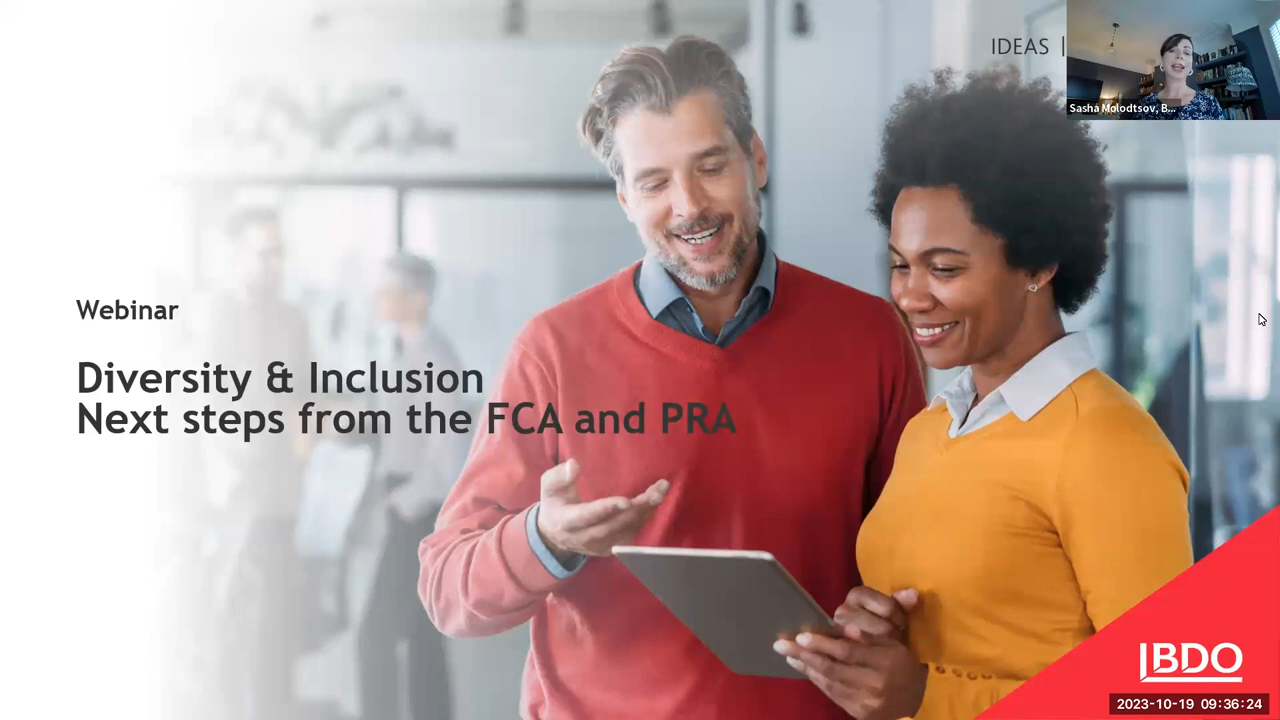 IDEAS |
Sasha Molodtsov, B...
Webinar
Diversity & Inclusion
Next steps from the FCA and PRA
BDO
2023-10-19 09:36:24